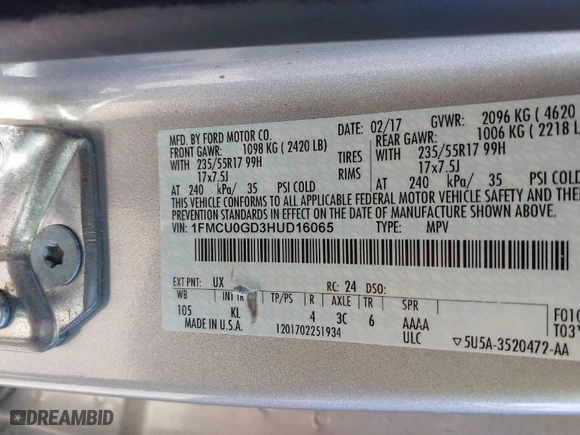 MFD. BY FORD MOTOR CO.
DATE: 02/17 GVWR: 2096 KG ( 4620
FRONT GAWR: 1098 KG ( 2420 LB)
REAR GAWR: 1006 KG ( 2218 L
WITH
235/55R17 99H TIRES
WITH
235/55R17 99H
17x7.5J RIMS 17x7.5J
AT 240 kPa/ 35 PSI COLD AT 240 kPa/ 35 PSI COLD
THIS VEHICLE CONFORMS TO ALL APPLICABLE FEDERAL MOTOR VEHICLE SAFETY AND THEFT
PREVENTION STANDARDS IN EFFECT ON THE DATE OF MANUFACTURE SHOWN ABOVE.
VIN: 1FMCU0GD3HUD16065 TYPE: MPV
EXT PNT: UX RC: 24 DSO:
WB INT TR TP/PS R AXLE TR SPR
105 KL 4 3C 6 AAAA
ULC
F010
T03
MADE IN U.S.A. 1201702251934
▽5U5A-3520472-AA
DREAMBID